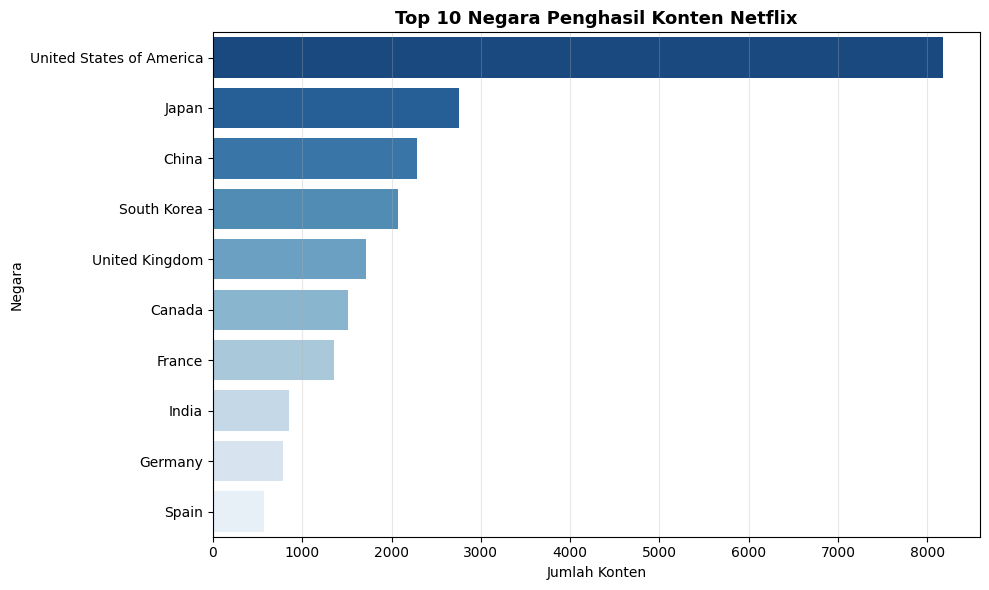 Top 10 Negara Penghasil Konten Netflix
Negara
United States of America
Japan
China
South Korea
United Kingdom
Canada
France
India
Germany
Spain
0 1000 2000 3000 4000 5000 6000 7000 8000
Jumlah Konten